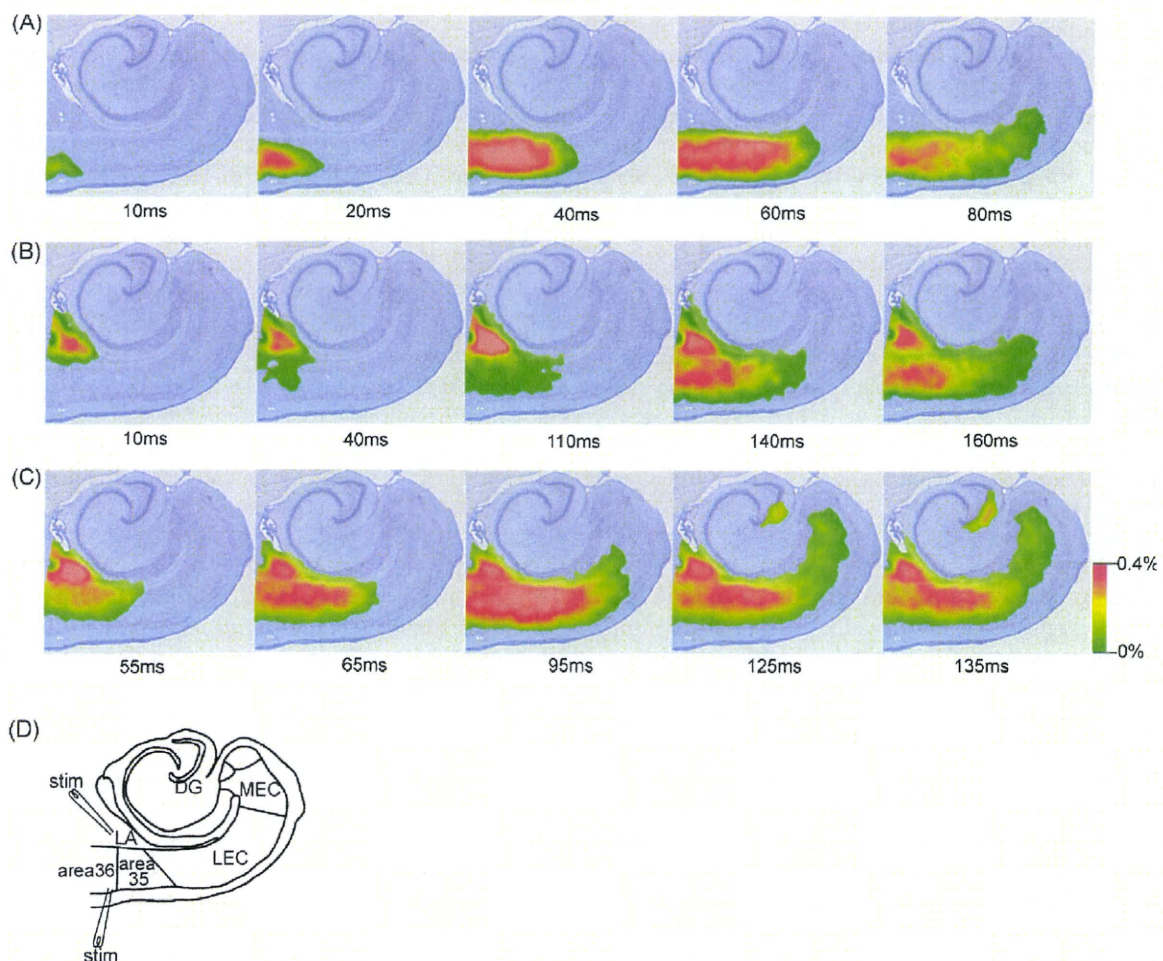 (A)
10ms 20ms 40ms 60ms 80ms
(B)
10ms 40ms 110ms 140ms 160ms
(C)
55ms 65ms 95ms 125ms 135ms
0.4%
0%
(D)
stim
DG
MEC
LA
LEC
area36
area
35
stim